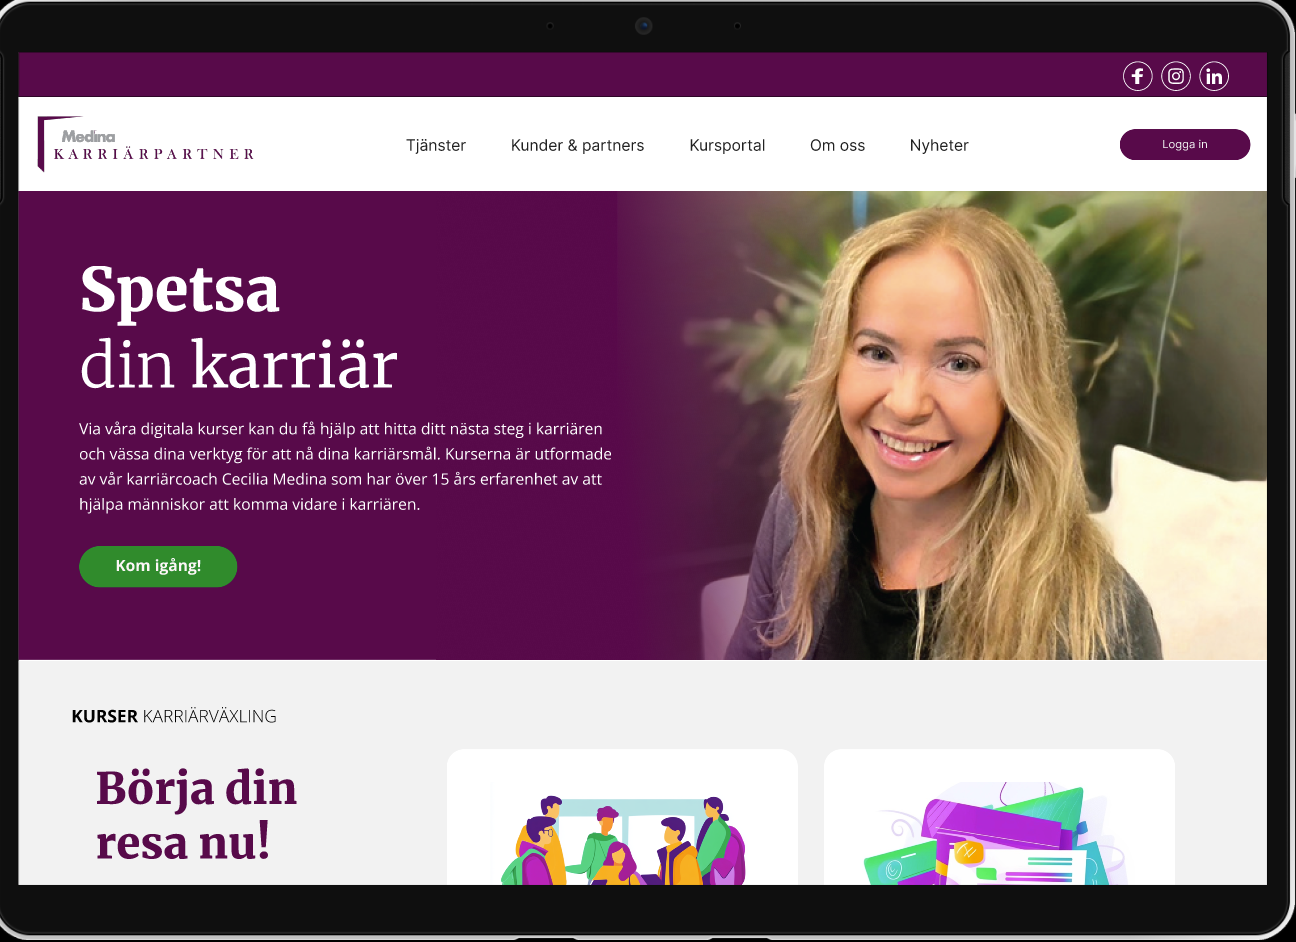 Medina
KARRIÄRPARTNER
Tjänster Kunder & partners Kursportal Om oss Nyheter Logga in
Spetsa
din karriär
Via våra digitala kurser kan du få hjälp att hitta ditt nästa steg i karriären
och vässa dina verktyg för att nå dina karriärsmål. Kurserna är utformade
av vår karriärcoach Cecilia Medina som har över 15 års erfarenhet av att
hjälpa människor att komma vidare i karriären.
Kom igång!
KURSER KARRIÄRVÄXLING
Börja din
resa nu!